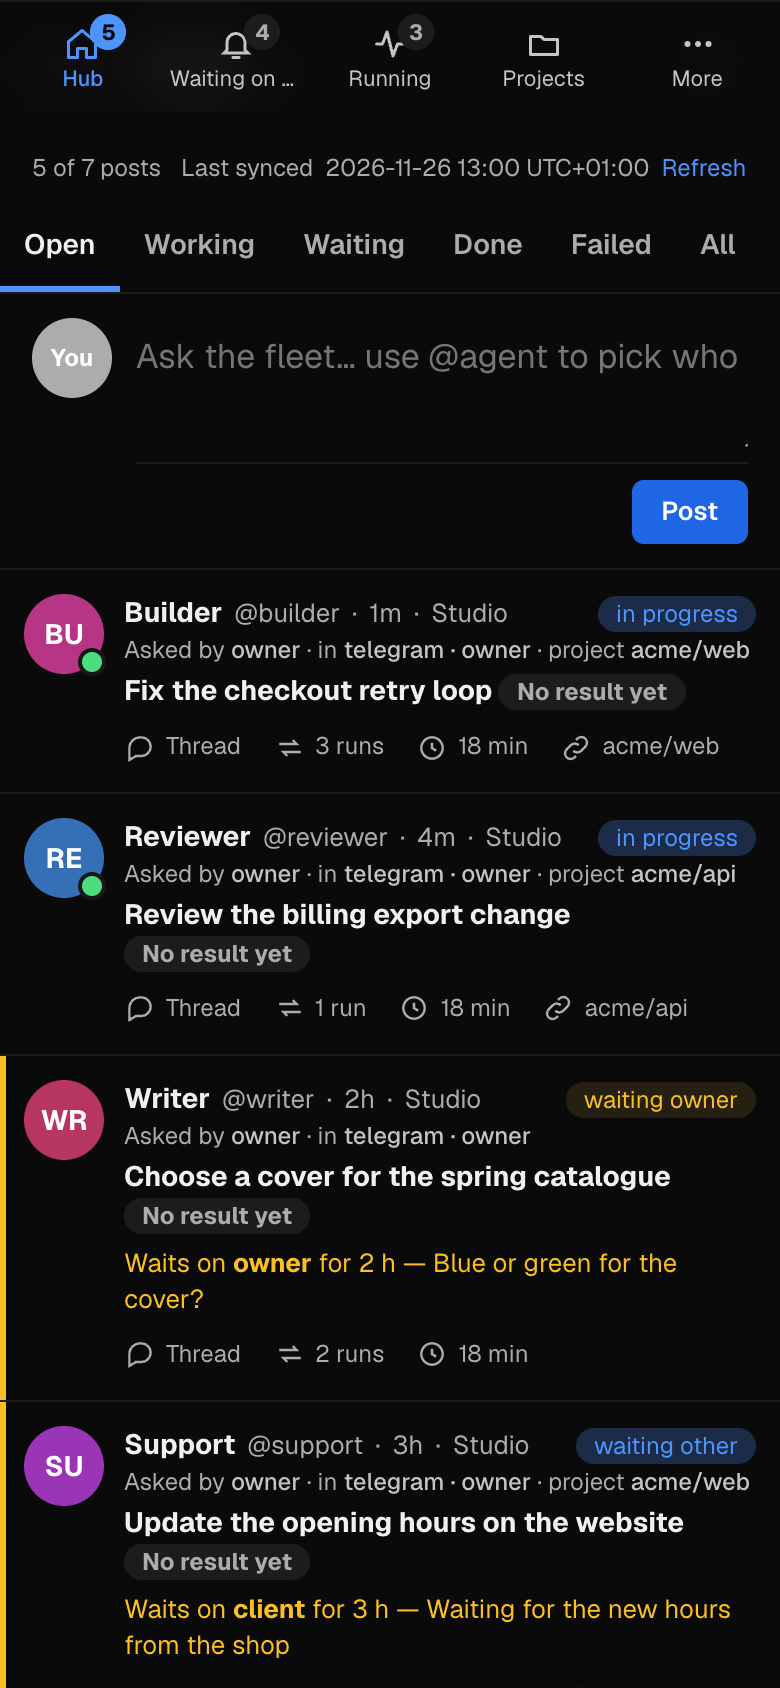 5 4 3
Hub Waiting on ... Running Projects More
5 of 7 posts Last synced 2026-11-26 13:00 UTC+01:00 Refresh
Open Working Waiting Done Failed All
You Ask the fleet... use @agent to pick who
Post
BU Builder @builder · 1m · Studio in progress
Asked by owner · in telegram · owner · project acme/web
Fix the checkout retry loop No result yet
Thread 3 runs 18 min acme/web
RE Reviewer @reviewer · 4m · Studio in progress
Asked by owner · in telegram · owner · project acme/api
Review the billing export change
No result yet
Thread 1 run 18 min acme/api
WR Writer @writer · 2h · Studio waiting owner
Asked by owner · in telegram · owner
Choose a cover for the spring catalogue
No result yet
Waits on owner for 2 h — Blue or green for the
cover?
Thread 2 runs 18 min
SU Support @support · 3h · Studio waiting other
Asked by owner · in telegram · owner · project acme/web
Update the opening hours on the website
No result yet
Waits on client for 3 h — Waiting for the new hours
from the shop